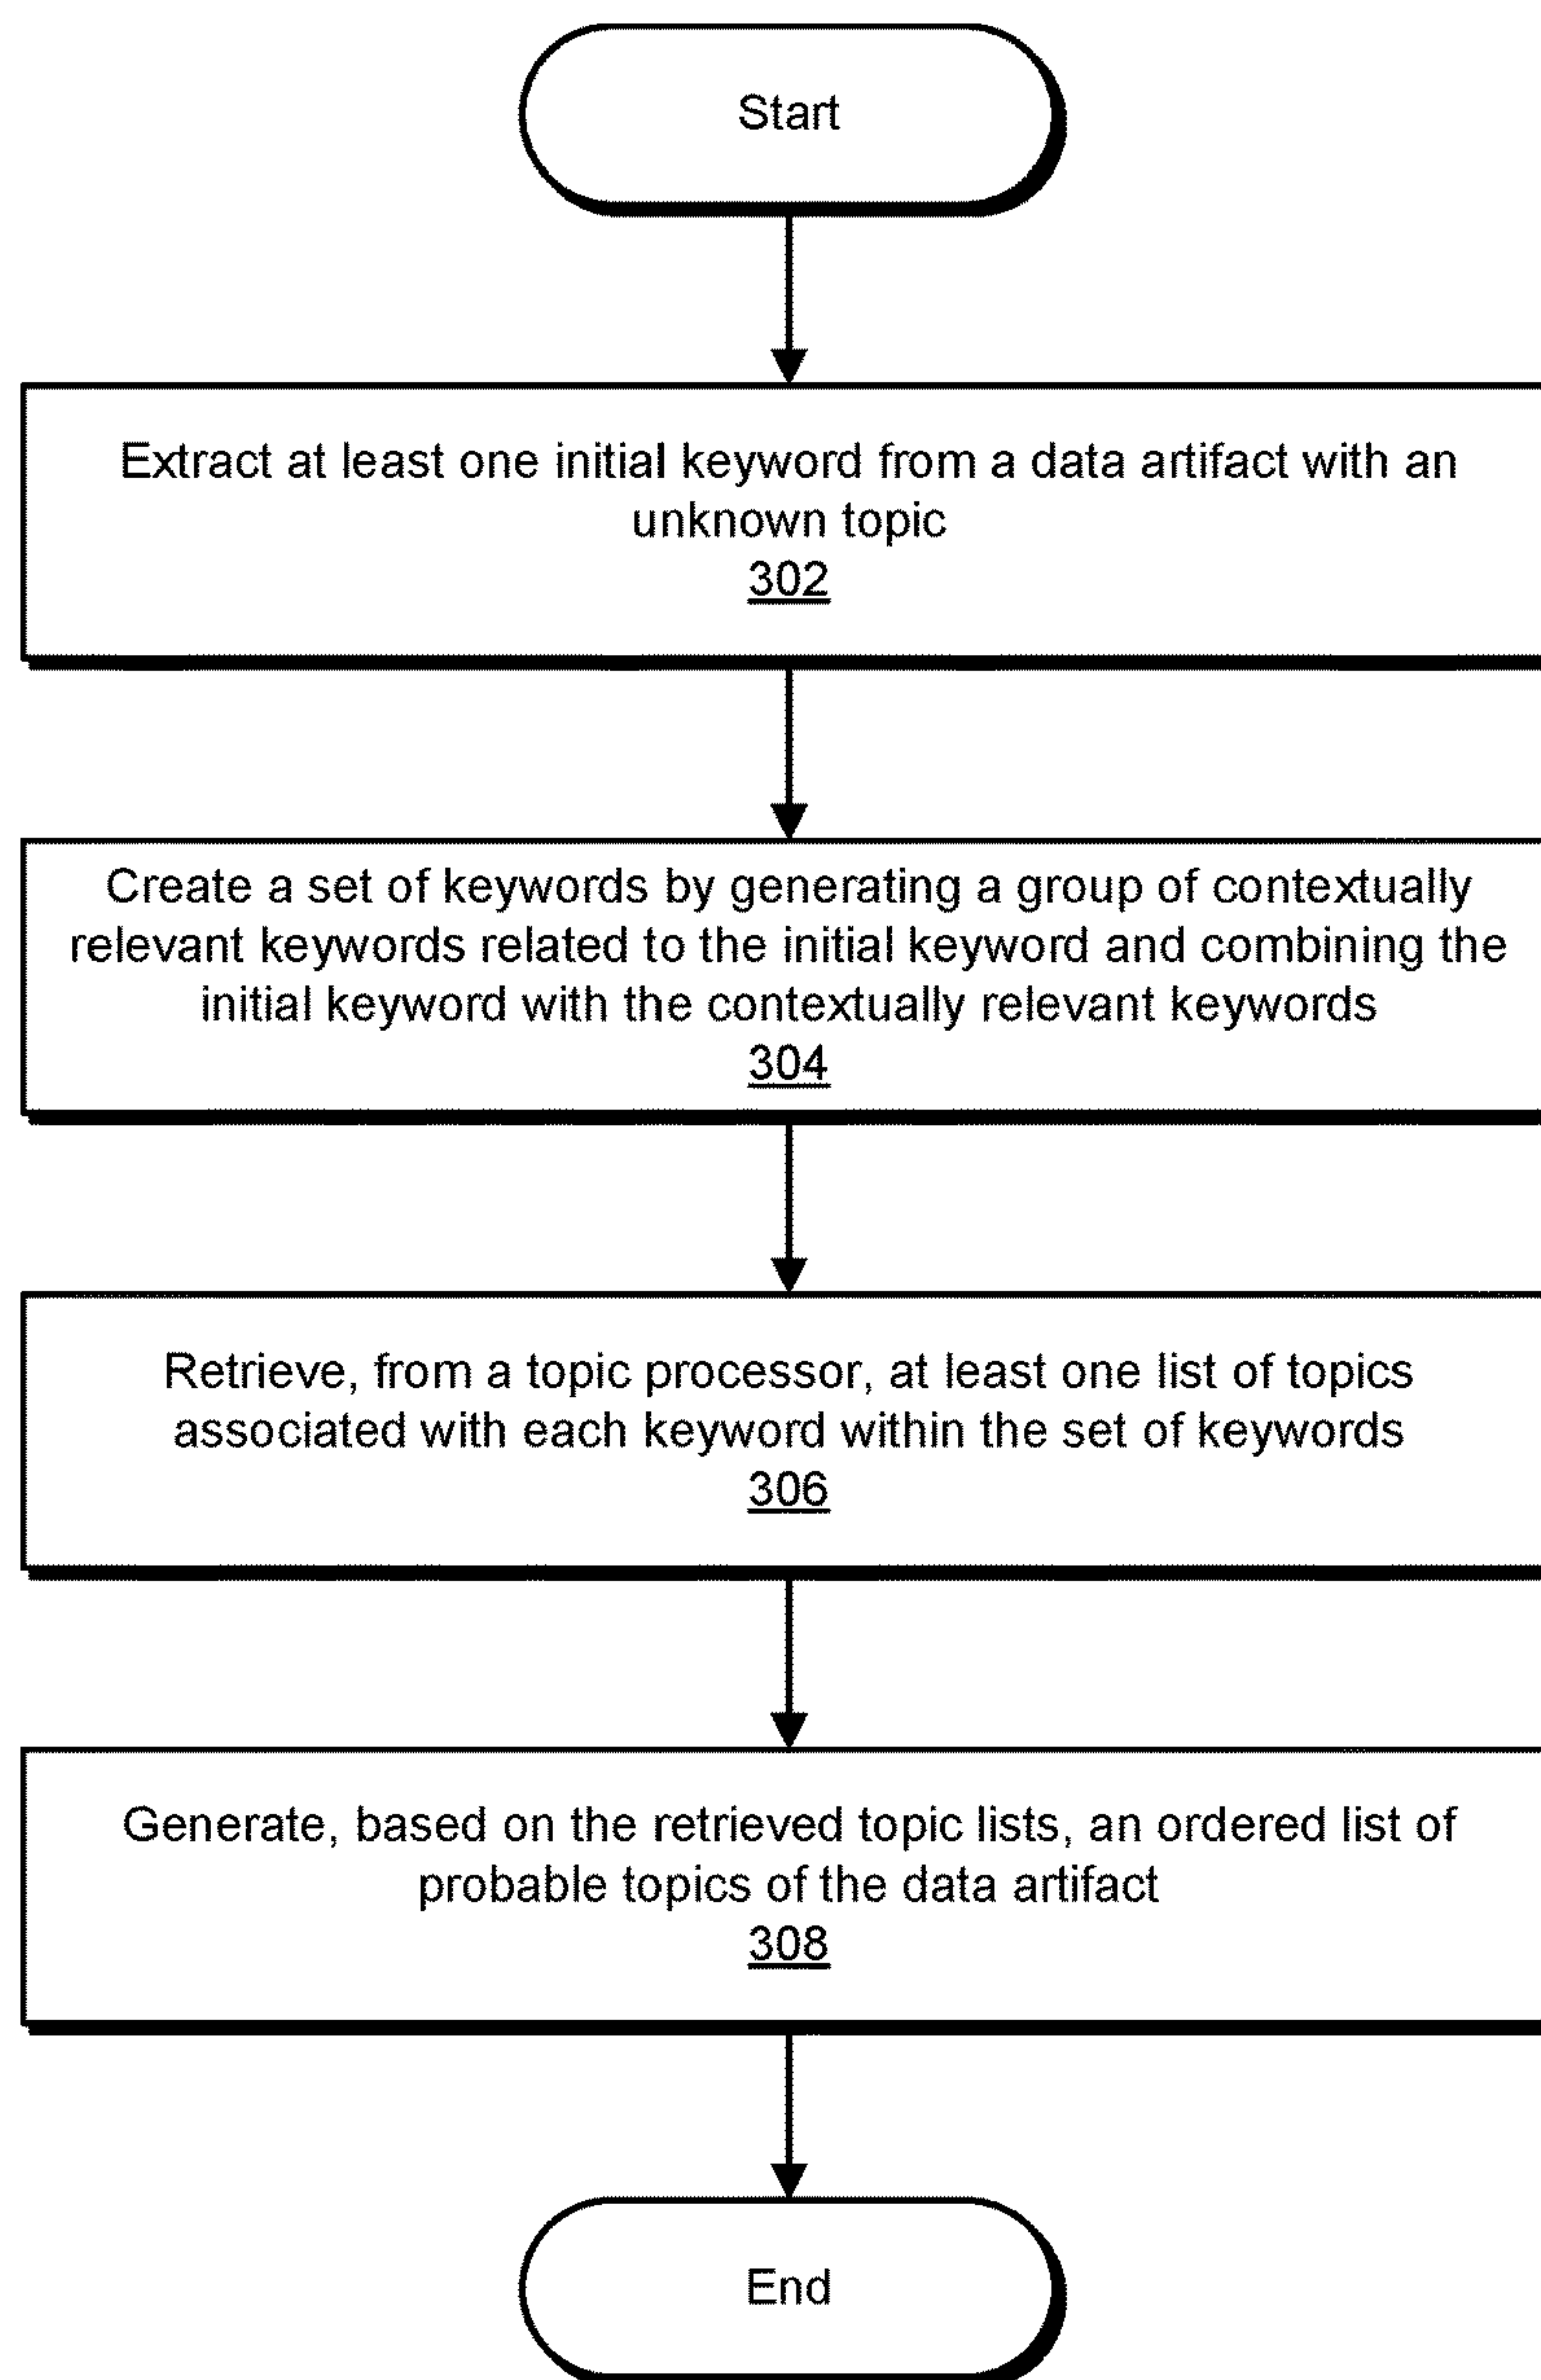 Start
Extract at least one initial keyword from a data artifact with an
unknown topic
302
Create a set of keywords by generating a group of contextually
relevant keywords related to the initial keyword and combining the
initial keyword with the contextually relevant keywords
304
Retrieve, from a topic processor, at least one list of topics
associated with each keyword within the set of keywords
306
Generate, based on the retrieved topic lists, an ordered list of
probable topics of the data artifact
308
End